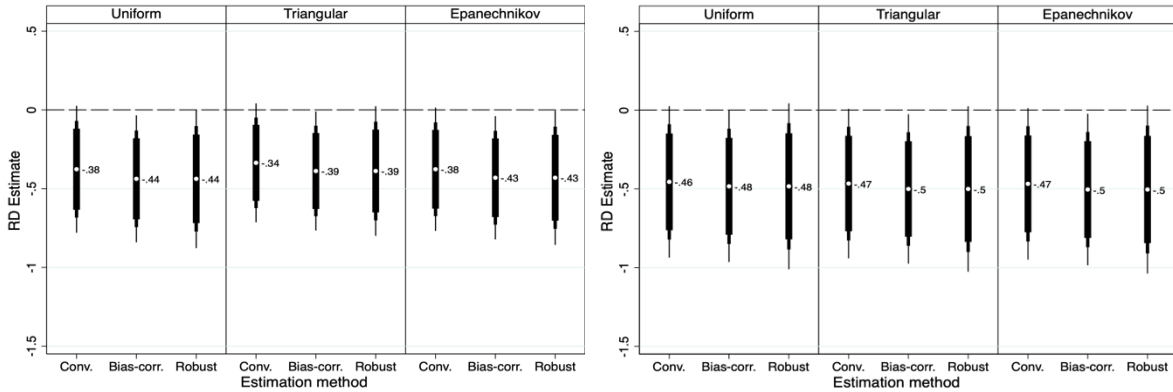 Uniform Triangular Epanechnikov
RD Estimate
.5
0
-.5
-1
-1.5
-.38 -.44 -.44 -.34 -.39 -.39 -.38 -.43 -.43
Conv. Bias-corr. Robust Conv. Bias-corr. Robust Conv. Bias-corr. Robust
Estimation method
Uniform Triangular Epanechnikov
RD Estimate
.5
0
-.5
-1
-1.5
-.46 -.48 -.48 -.47 -.5 -.5 -.47 -.5 -.5
Conv. Bias-corr. Robust Conv. Bias-corr. Robust Conv. Bias-corr. Robust
Estimation method